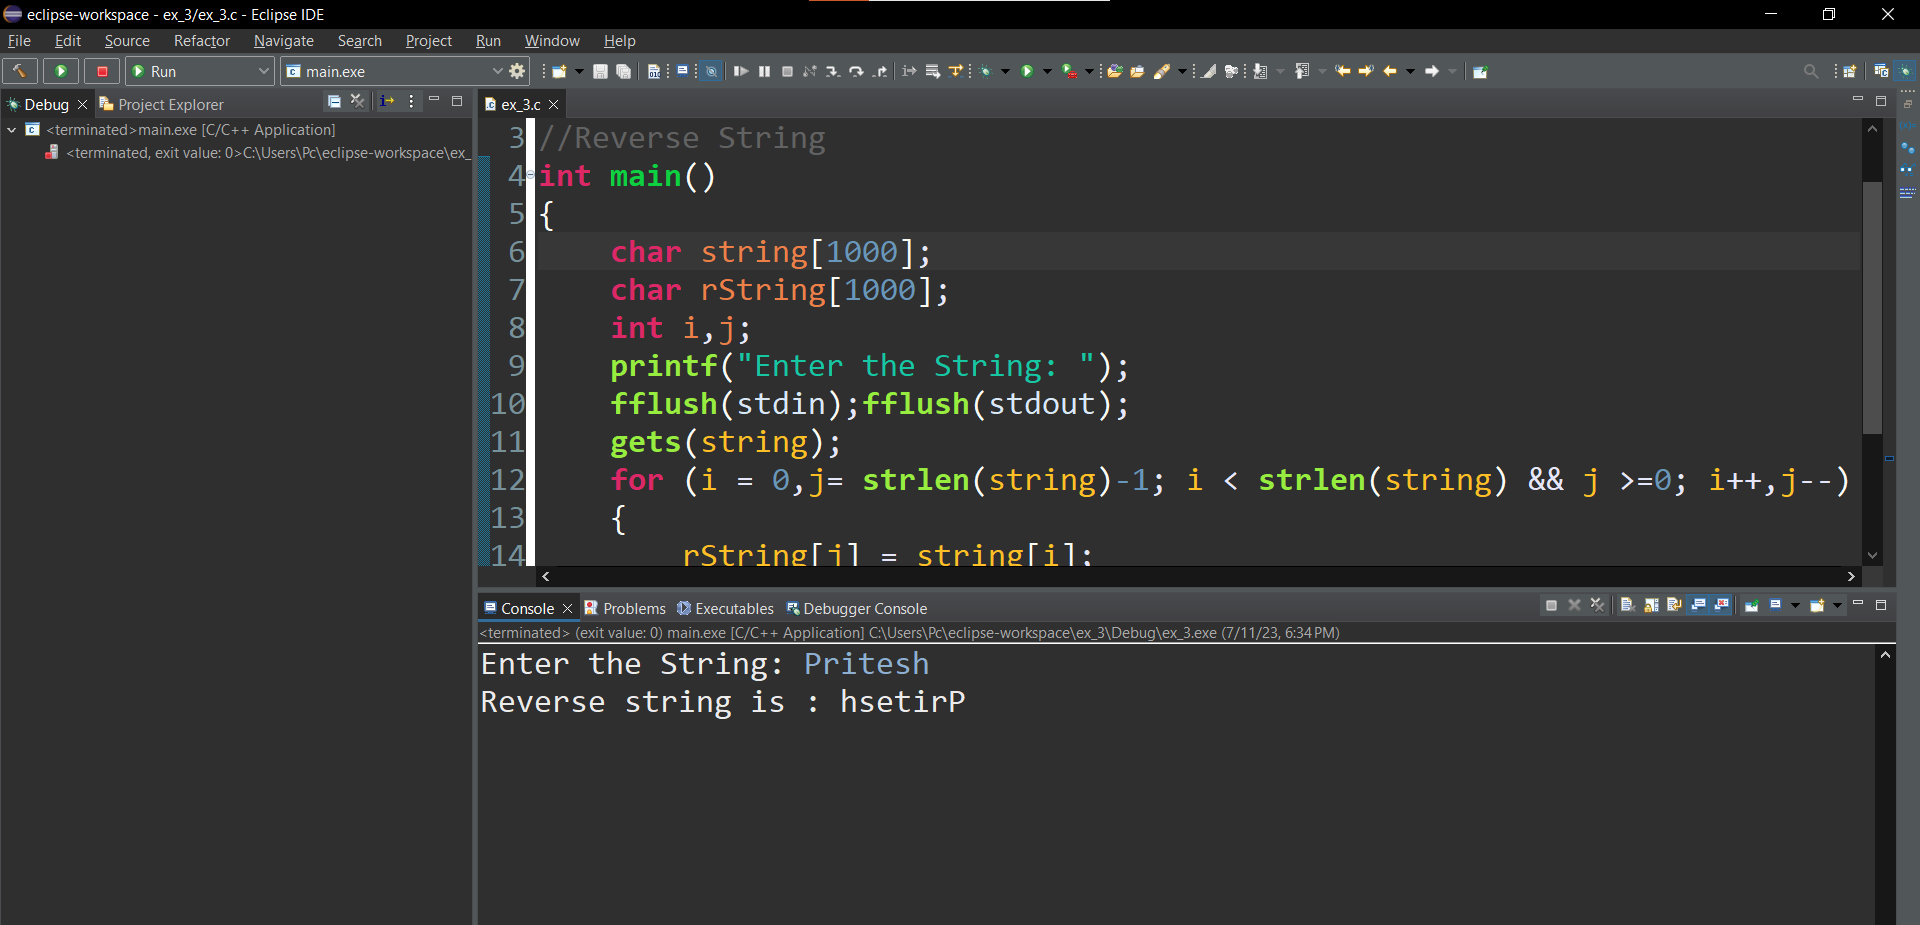 eclipse-workspace - ex_3/ex_3.c - Eclipse IDE
File Edit Source Refactor Navigate Search Project Run Window Help
Run main.exe
Debug Project Explorer
<terminated>main.exe [C/C++ Application]
<terminated, exit value: 0>C:\Users\Pc\eclipse-workspace\ex_
ex_3.c
3 //Reverse String
4 int main()
5 {
6 char string[1000];
7 char rString[1000];
8 int i,j;
9 printf("Enter the String: ");
10 fflush(stdin);fflush(stdout);
11 gets(string);
12 for (i = 0,j= strlen(string)-1; i < strlen(string) && j >=0; i++,j--)
13 {
14 rString[j] = string[i];
Console Problems Executables Debugger Console
<terminated> (exit value: 0) main.exe [C/C++ Application] C:\Users\Pc\eclipse-workspace\ex_3\Debug\ex_3.exe (7/11/23, 6:34 PM)
Enter the String: Pritesh
Reverse string is : hsetirP